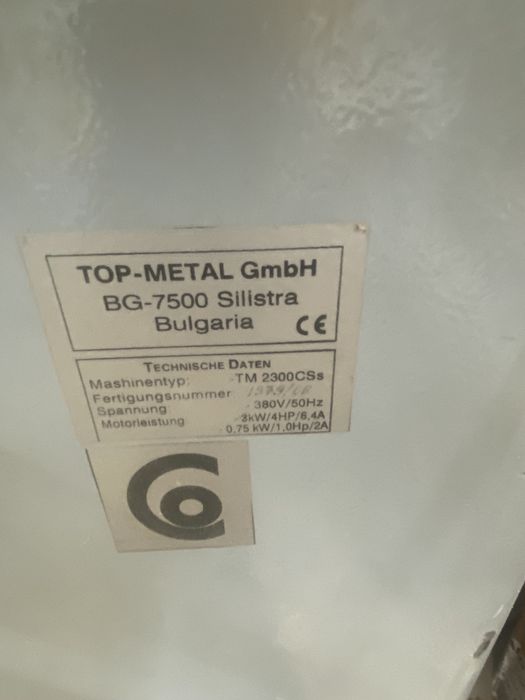 TOP-METAL GmbH
BG-7500 Silistra
Bulgaria CE
TECHNISCHE DATEN
Mashinentyp: TM 2300CSs
Fertigungsnummer:
Spannung 380V/50Hz
Motorleistung 3kW/4HP/6,4A
0,75 kW/1,0Hp/2A